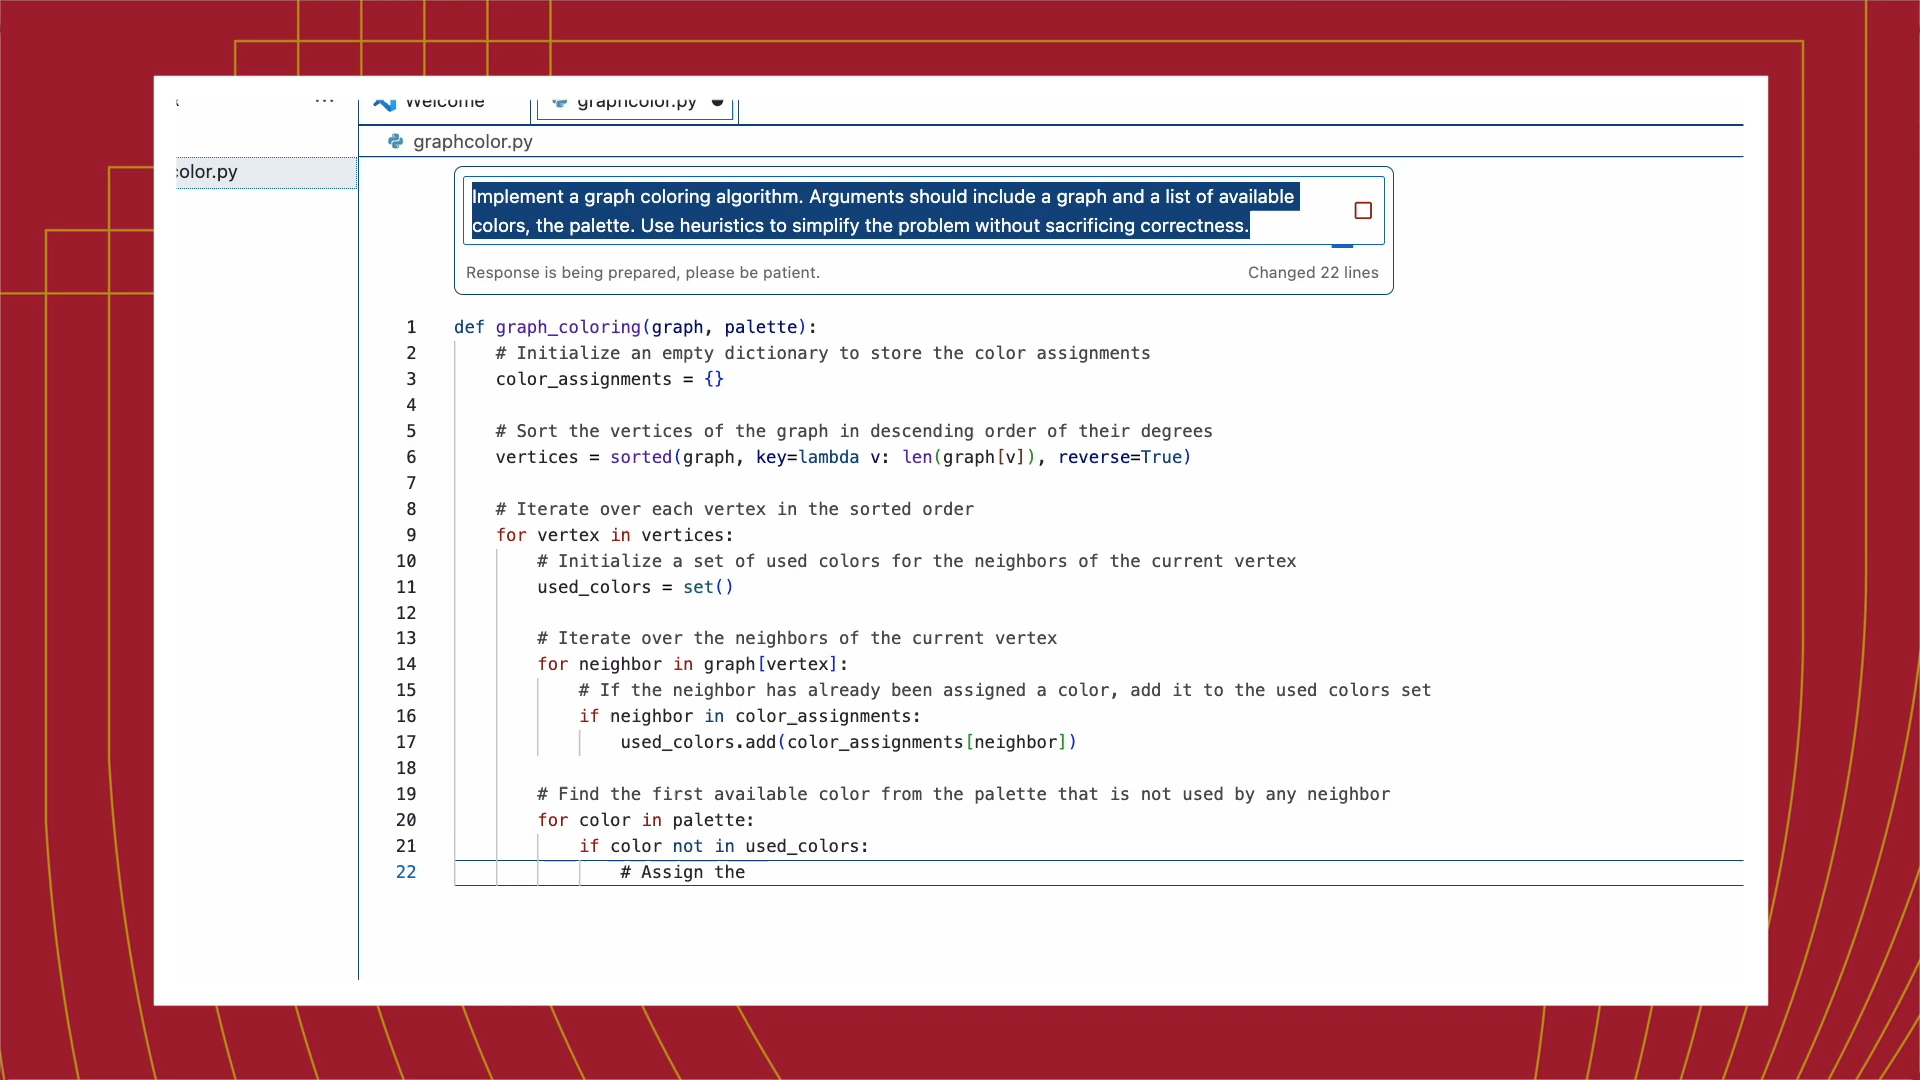 ...
Welcome
graphcolor.py
graphcolor.py
color.py
Implement a graph coloring algorithm. Arguments should include a graph and a list of available
colors, the palette. Use heuristics to simplify the problem without sacrificing correctness.
Response is being prepared, please be patient.
Changed 22 lines
1 def graph_coloring(graph, palette):
2     # Initialize an empty dictionary to store the color assignments
3     color_assignments = {}
4
5     # Sort the vertices of the graph in descending order of their degrees
6     vertices = sorted(graph, key=lambda v: len(graph[v]), reverse=True)
7
8     # Iterate over each vertex in the sorted order
9     for vertex in vertices:
10         # Initialize a set of used colors for the neighbors of the current vertex
11         used_colors = set()
12
13         # Iterate over the neighbors of the current vertex
14         for neighbor in graph[vertex]:
15             # If the neighbor has already been assigned a color, add it to the used colors set
16             if neighbor in color_assignments:
17                 used_colors.add(color_assignments[neighbor])
18
19         # Find the first available color from the palette that is not used by any neighbor
20         for color in palette:
21             if color not in used_colors:
22                 # Assign the